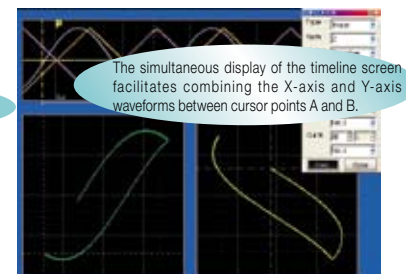 The simultaneous display of the timeline screen
facilitates combining the X-axis and Y-axis
waveforms between cursor points A and B.